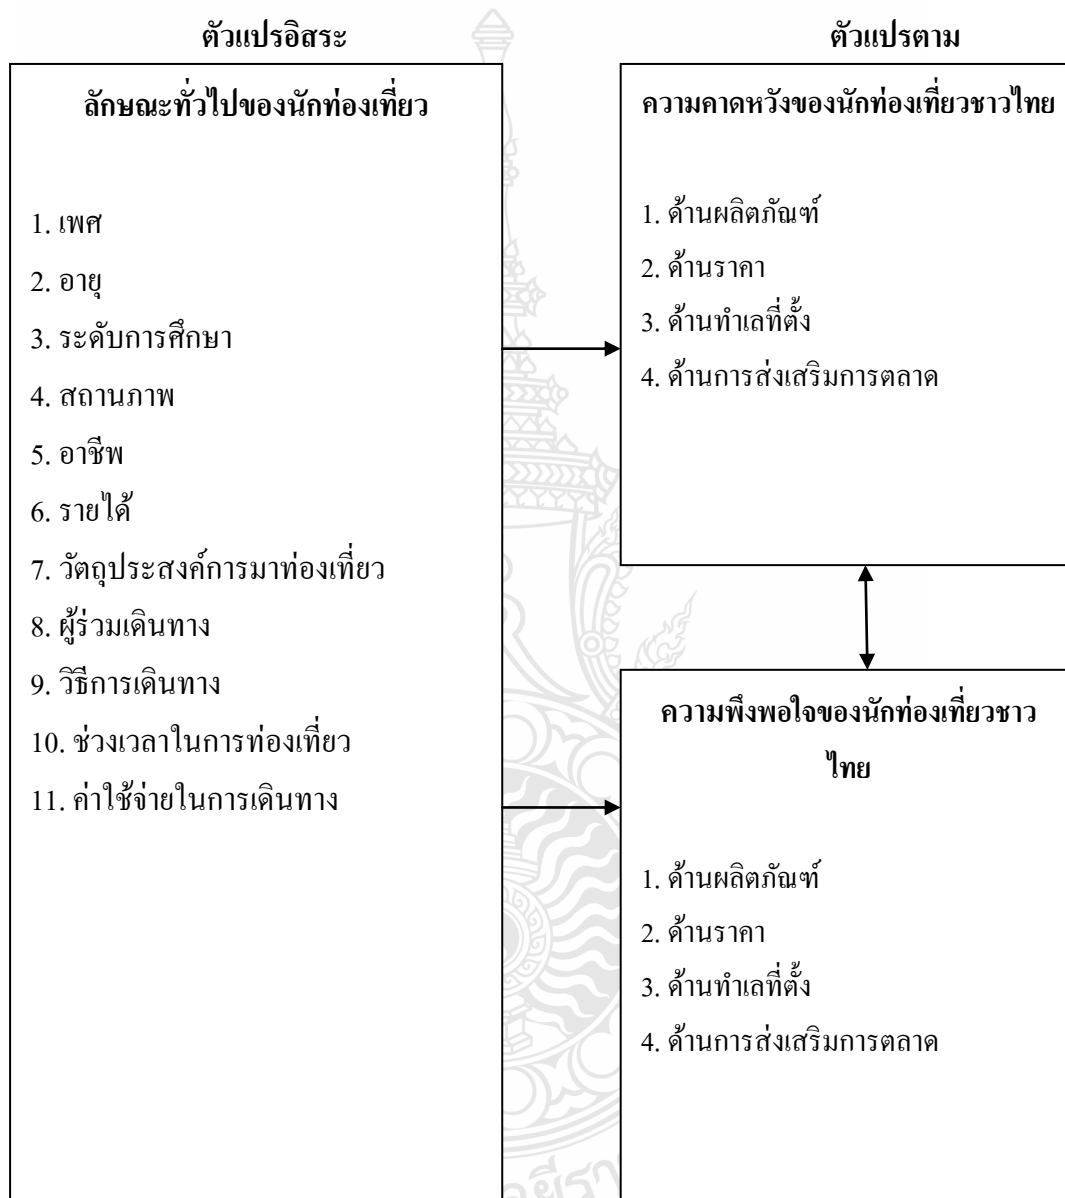 ตัวแปรอิสระ
ลักษณะทั่วไปของนักท่องเที่ยว
1. เพศ
2. อายุ
3. ระดับการศึกษา
4. สถานภาพ
5. อาชีพ
6. รายได้
7. วัตถุประสงค์การมาท่องเที่ยว
8. ผู้ร่วมเดินทาง
9. วิธีการเดินทาง
10. ช่วงเวลาในการท่องเที่ยว
11. ค่าใช้จ่ายในการเดินทาง
ตัวแปรตาม
ความคาดหวังของนักท่องเที่ยวชาวไทย
1. ด้านผลิตภัณฑ์
2. ด้านราคา
3. ด้านทำเลที่ตั้ง
4. ด้านการส่งเสริมการตลาด
ความพึงพอใจของนักท่องเที่ยวชาว
ไทย
1. ด้านผลิตภัณฑ์
2. ด้านราคา
3. ด้านทำเลที่ตั้ง
4. ด้านการส่งเสริมการตลาด